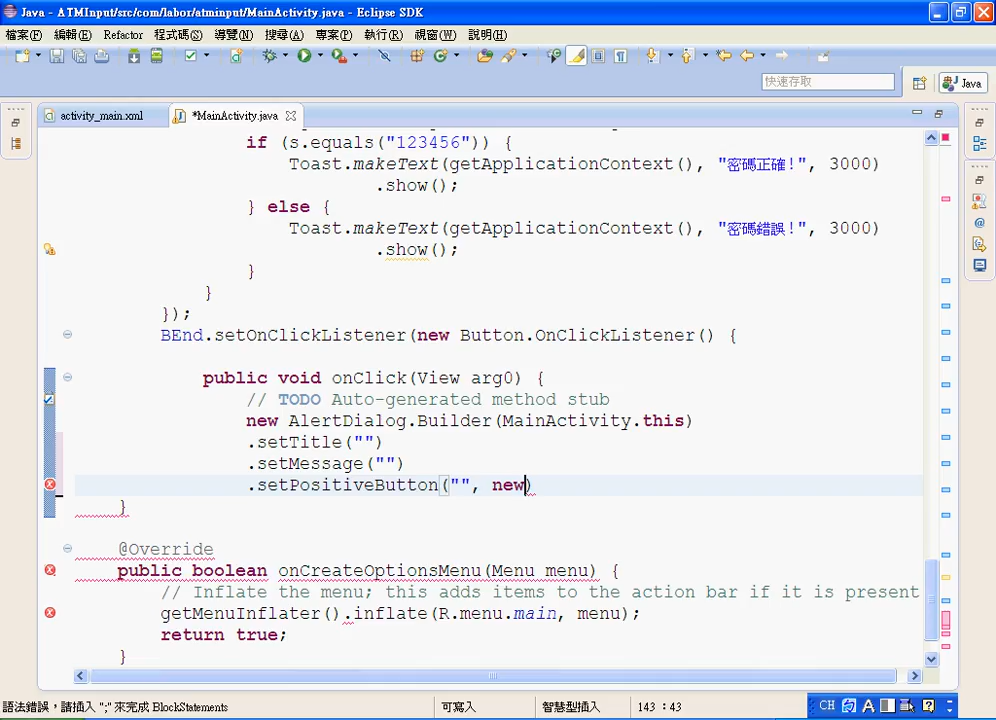 Java - ATMInput/src/com/labor/atminput/MainActivity.java - Eclipse SDK
檔案(F) 編輯(E) Refactor 程式碼(S) 導覽(N) 搜尋(A) 專案(P) 執行(R) 視窗(W) 說明(H)
快速存取
Java
activity_main.xml
*MainActivity.java
if (s.equals("123456")) {
Toast.makeText(getApplicationContext(), "密碼正確!", 3000)
.show();
} else {
Toast.makeText(getApplicationContext(), "密碼錯誤!", 3000)
.show();
}
}
});
BEnd.setOnClickListener(new Button.OnClickListener() {
public void onClick(View arg0) {
// TODO Auto-generated method stub
new AlertDialog.Builder(MainActivity.this)
.setTitle("")
.setMessage("")
.setPositiveButton("", new)
}
@Override
public boolean onCreateOptionsMenu(Menu menu) {
// Inflate the menu; this adds items to the action bar if it is present
getMenuInflater().inflate(R.menu.main, menu);
return true;
}
語法錯誤，請插入 ";" 來完成 BlockStatements
可寫入
智慧型插入
143 : 43
CH
A